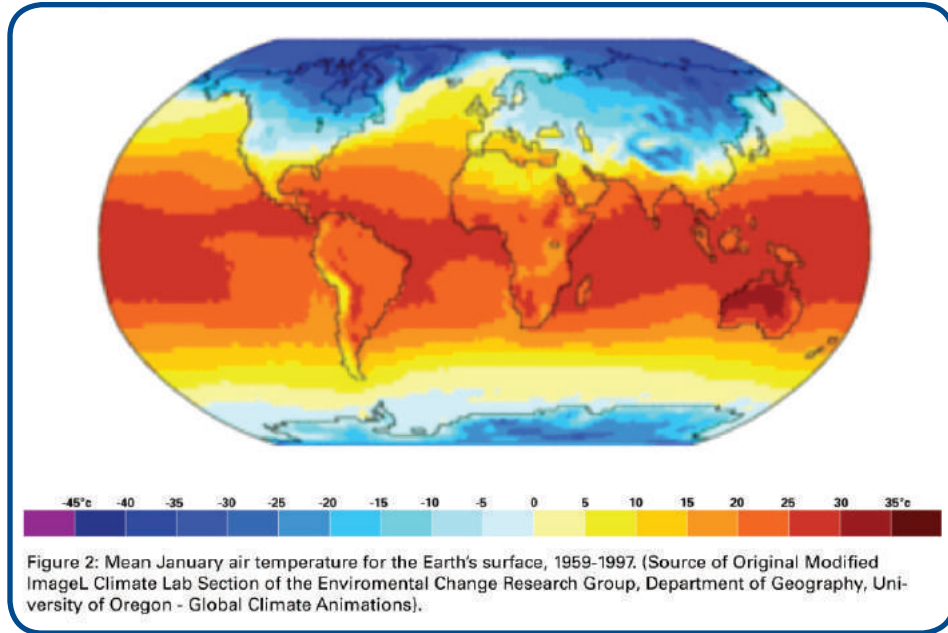 -45°c -40 -35 -30 -25 -20 -15 -10 -5 0 5 10 15 20 25 30 35°c
Figure 2: Mean January air temperature for the Earth's surface, 1959-1997. (Source of Original Modified
ImageL Climate Lab Section of the Enviromental Change Research Group, Department of Geography, Uni-
versity of Oregon - Global Climate Animations).